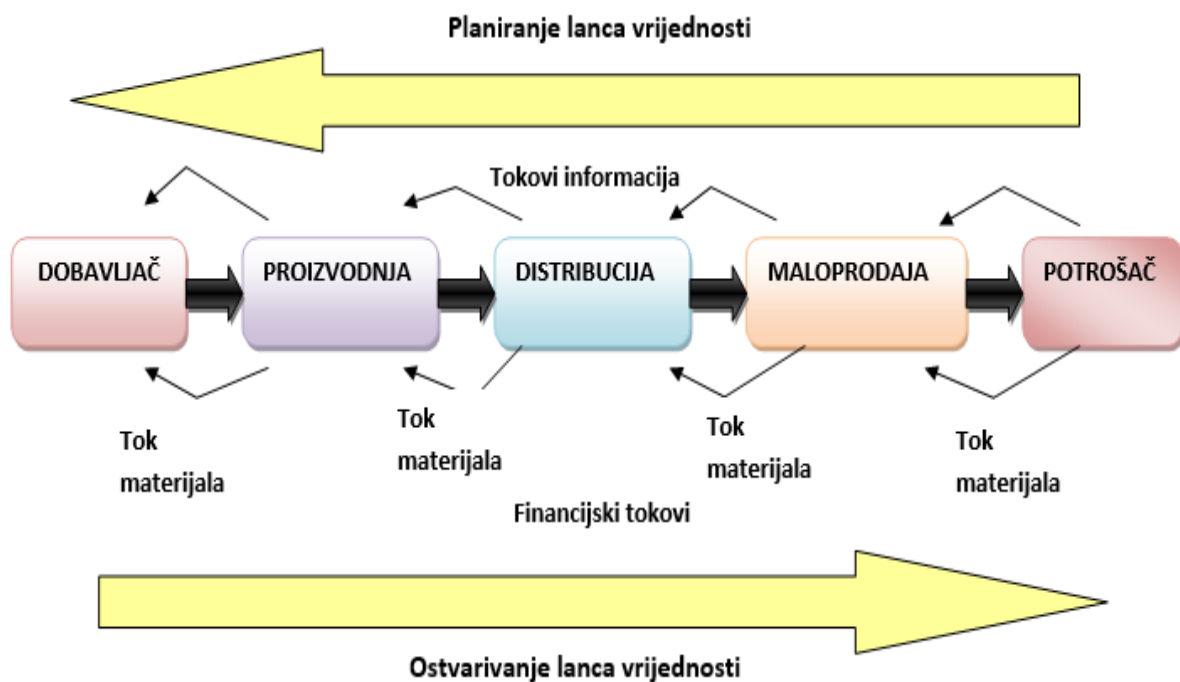 Planiranje lanca vrijednosti
Tokovi informacija
DOBAVLJAČ
PROIZVODNJA
DISTRIBUCIJA
MALOPRODAJA
POTROŠAČ
Tok
materijala
Tok
materijala
Tok
materijala
Tok
materijala
Financijski tokovi
Ostvarivanje lanca vrijednosti